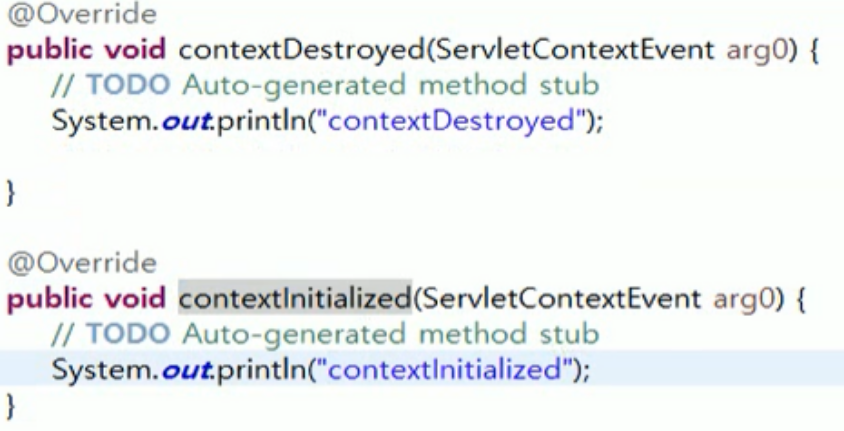 @Override
public void contextDestroyed(ServletContextEvent arg0) {
// TODO Auto-generated method stub
System.out.println("contextDestroyed");
}
@Override
public void contextInitialized(ServletContextEvent arg0) {
// TODO Auto-generated method stub
System.out.println("contextInitialized");
}